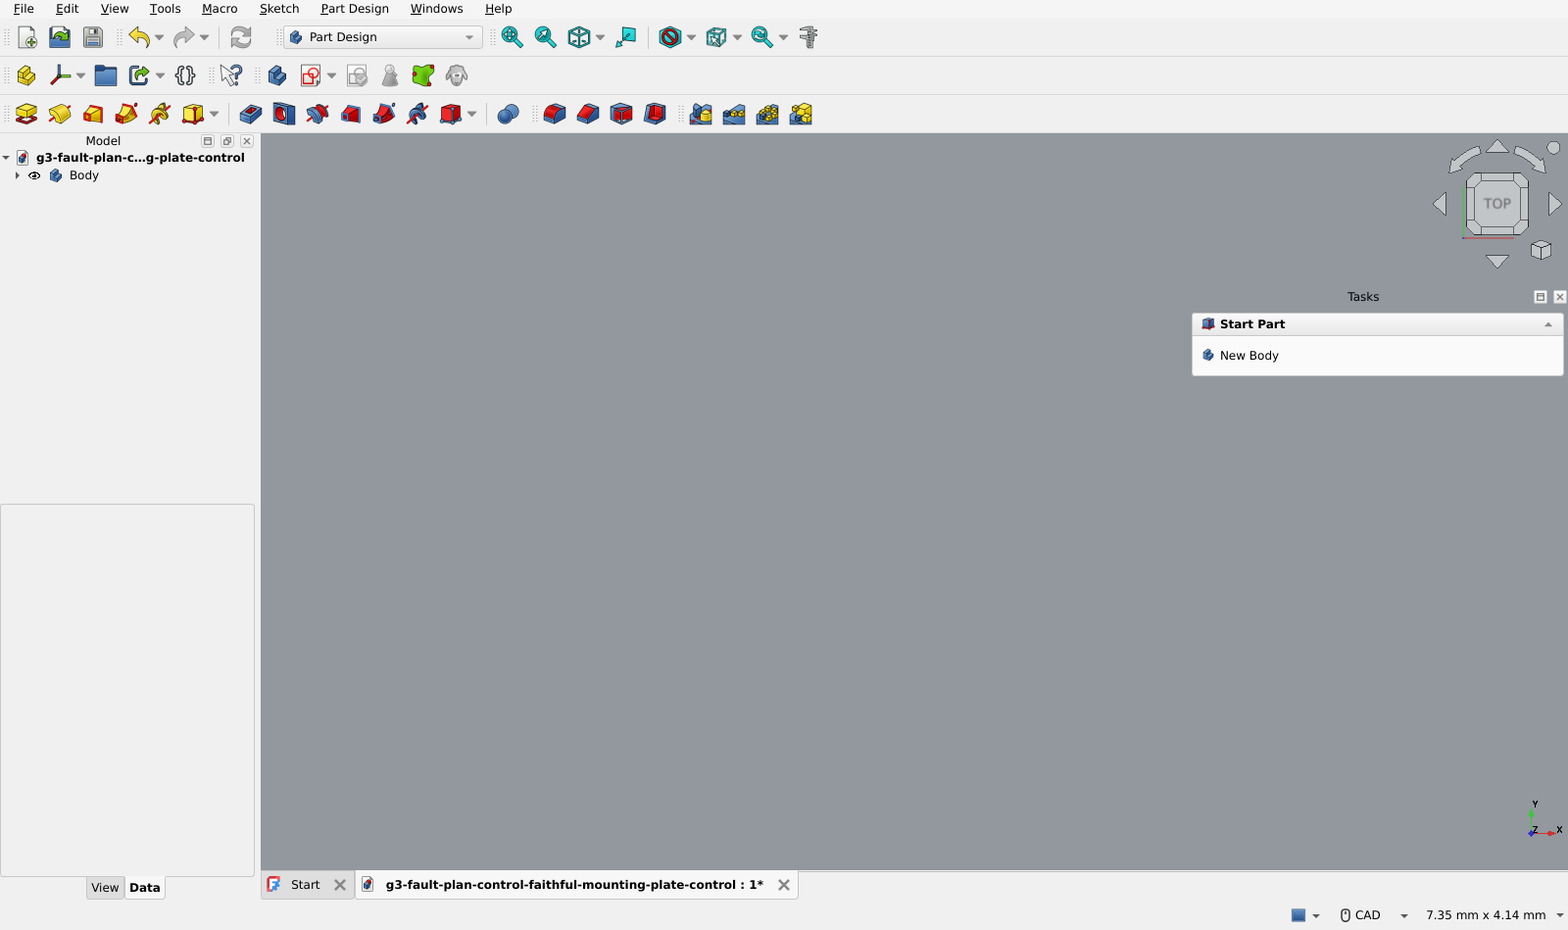 File Edit View Tools Macro Sketch Part Design Windows Help
Part Design
Model
g3-fault-plan-c...g-plate-control
Body
TOP
Tasks
Start Part
New Body
Y
Z X
View Data
Start g3-fault-plan-control-faithful-mounting-plate-control : 1*
CAD 7.35 mm x 4.14 mm